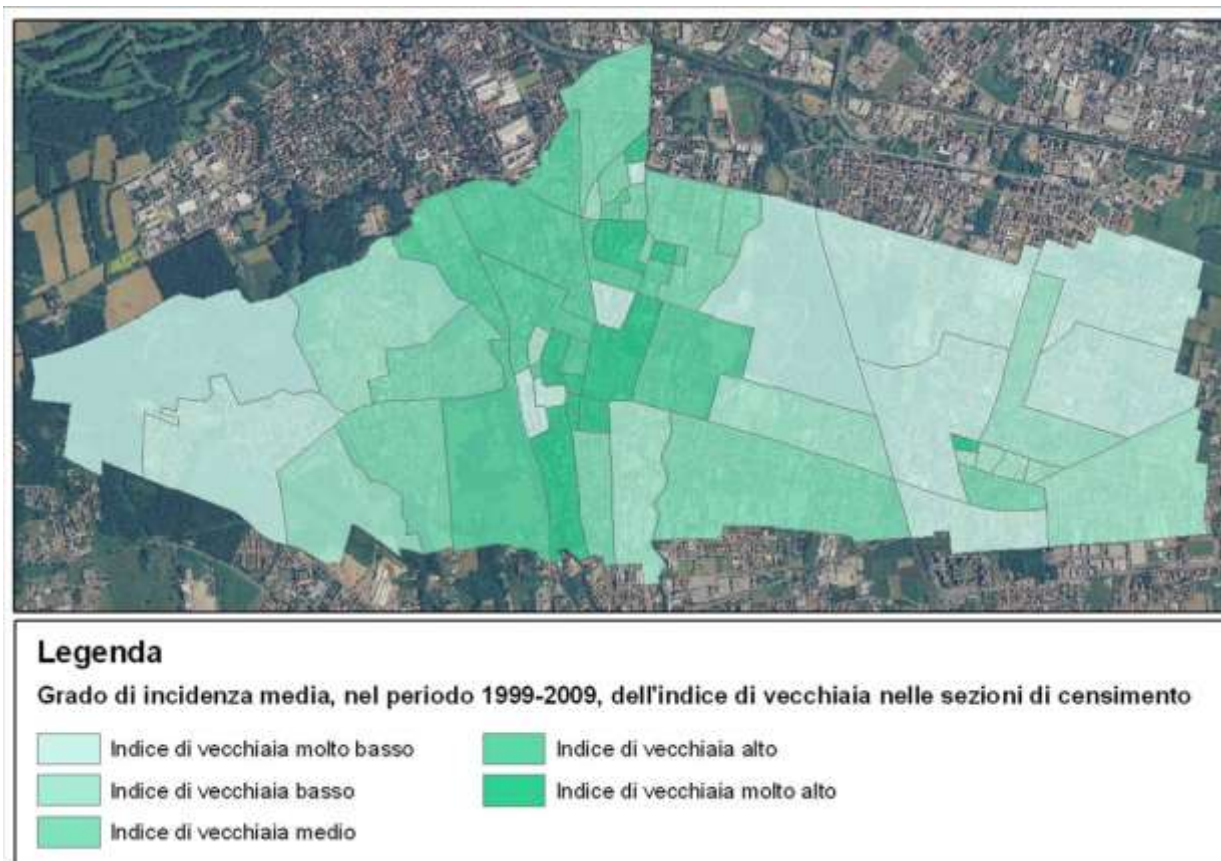 Legenda
Grado di incidenza media, nel periodo 1999-2009, dell'indice di vecchiaia nelle sezioni di censimento
Indice di vecchiaia molto basso
Indice di vecchiaia basso
Indice di vecchiaia medio
Indice di vecchiaia alto
Indice di vecchiaia molto alto